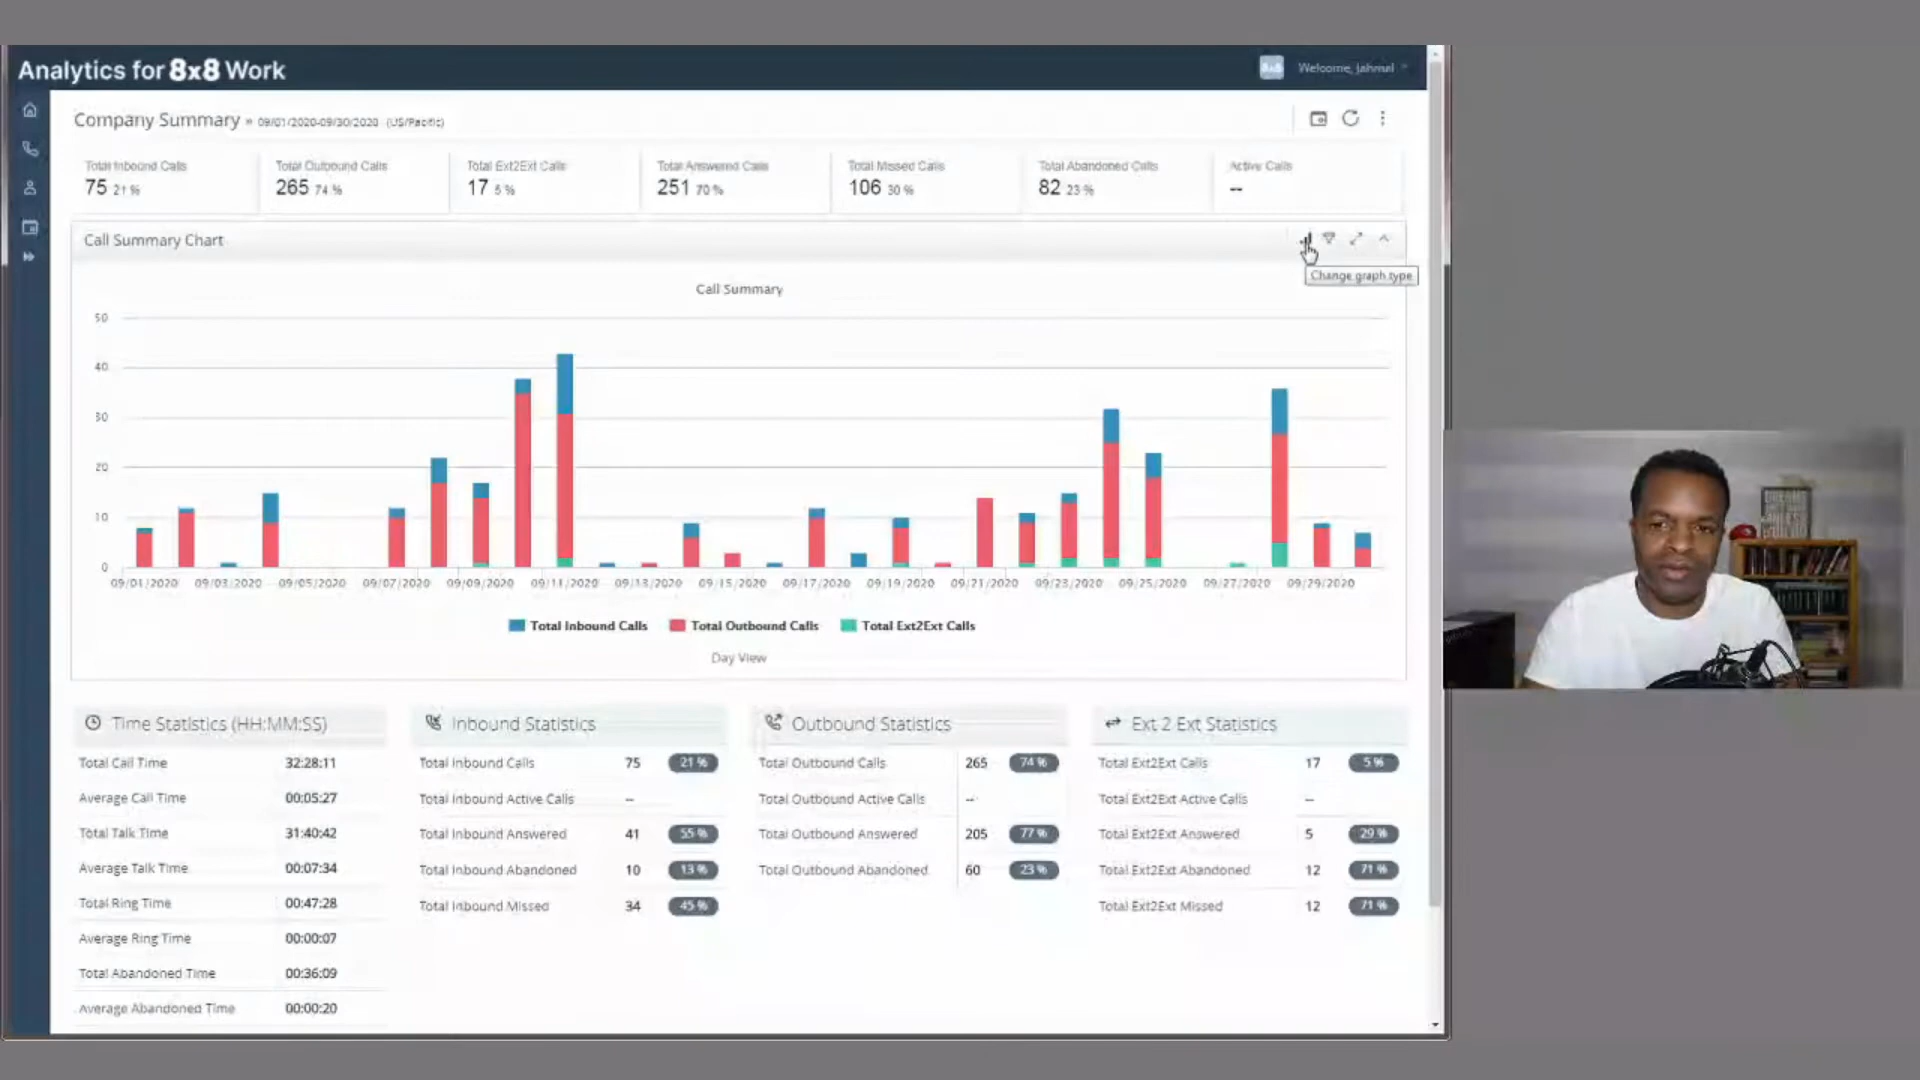 Analytics for 8x8 Work
8x8
Welcome, Jahmal
Company Summary - 09/01/2020-09/30/2020 (US/Pacific)
Total Inbound Calls
75 21 %
Total Outbound Calls
265 74 %
Total Ext2Ext Calls
17 5 %
Total Answered Calls
251 70 %
Total Missed Calls
106 30 %
Total Abandoned Calls
82 23 %
Active Calls
--
Call Summary Chart
Change graph type
Call Summary
50
40
30
20
10
0
09/01/2020 09/03/2020 09/05/2020 09/07/2020 09/09/2020 09/11/2020 09/13/2020 09/15/2020 09/17/2020 09/19/2020 09/21/2020 09/23/2020 09/25/2020 09/27/2020 09/29/2020
Total Inbound Calls Total Outbound Calls Total Ext2Ext Calls
Day View
Time Statistics (HH:MM:SS)
Total Call Time 32:28:11
Average Call Time 00:05:27
Total Talk Time 31:40:42
Average Talk Time 00:07:34
Total Ring Time 00:47:28
Average Ring Time 00:00:07
Total Abandoned Time 00:36:09
Average Abandoned Time 00:00:20
Inbound Statistics
Total Inbound Calls 75 21 %
Total Inbound Active Calls --
Total Inbound Answered 41 55 %
Total Inbound Abandoned 10 13 %
Total Inbound Missed 34 45 %
Outbound Statistics
Total Outbound Calls 265 74 %
Total Outbound Active Calls --
Total Outbound Answered 205 77 %
Total Outbound Abandoned 60 23 %
Ext 2 Ext Statistics
Total Ext2Ext Calls 17 5 %
Total Ext2Ext Active Calls --
Total Ext2Ext Answered 5 29 %
Total Ext2Ext Abandoned 12 71 %
Total Ext2Ext Missed 12 71 %
DREAMS